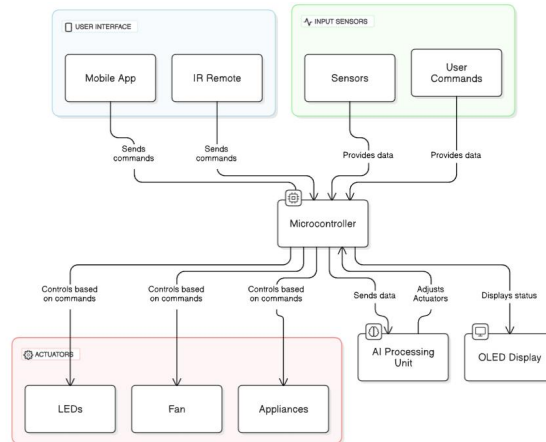 USER INTERFACE
INPUT SENSORS
Mobile App
IR Remote
Sensors
User
Commands
Sends
commands
Sends
commands
Provides data
Provides data
Microcontroller
Controls based
on commands
Controls based
on commands
Controls based
on commands
Sends data
Adjusts
Actuators
Displays status
ACTUATORS
AI Processing
Unit
OLED Display
LEDs
Fan
Appliances